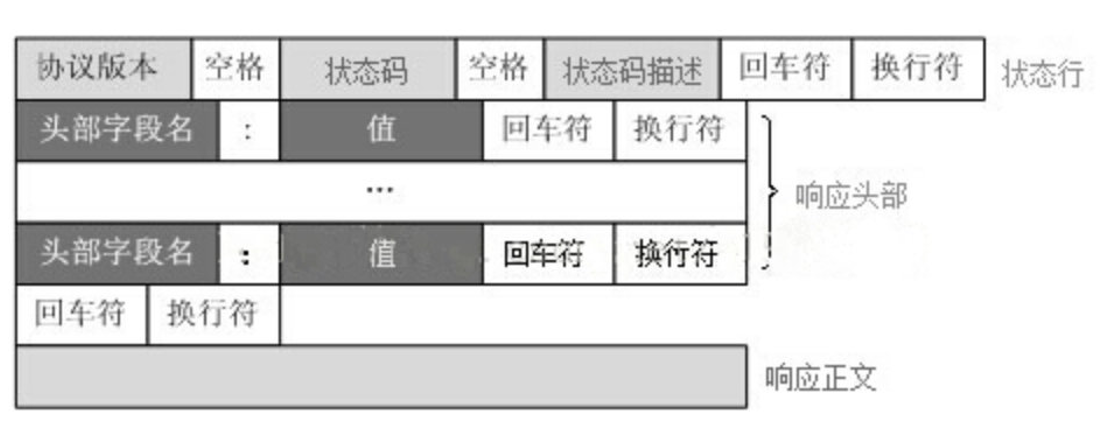 协议版本 空格 状态码 空格 状态码描述 回车符 换行符 状态行
头部字段名 : 值 回车符 换行符
... 响应头部
头部字段名 : 值 回车符 换行符
回车符 换行符
响应正文